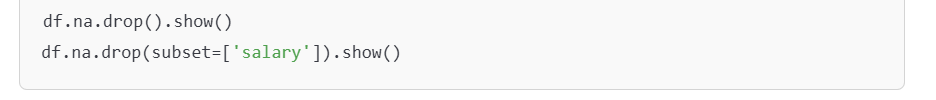 df.na.drop().show()
df.na.drop(subset=['salary']).show()